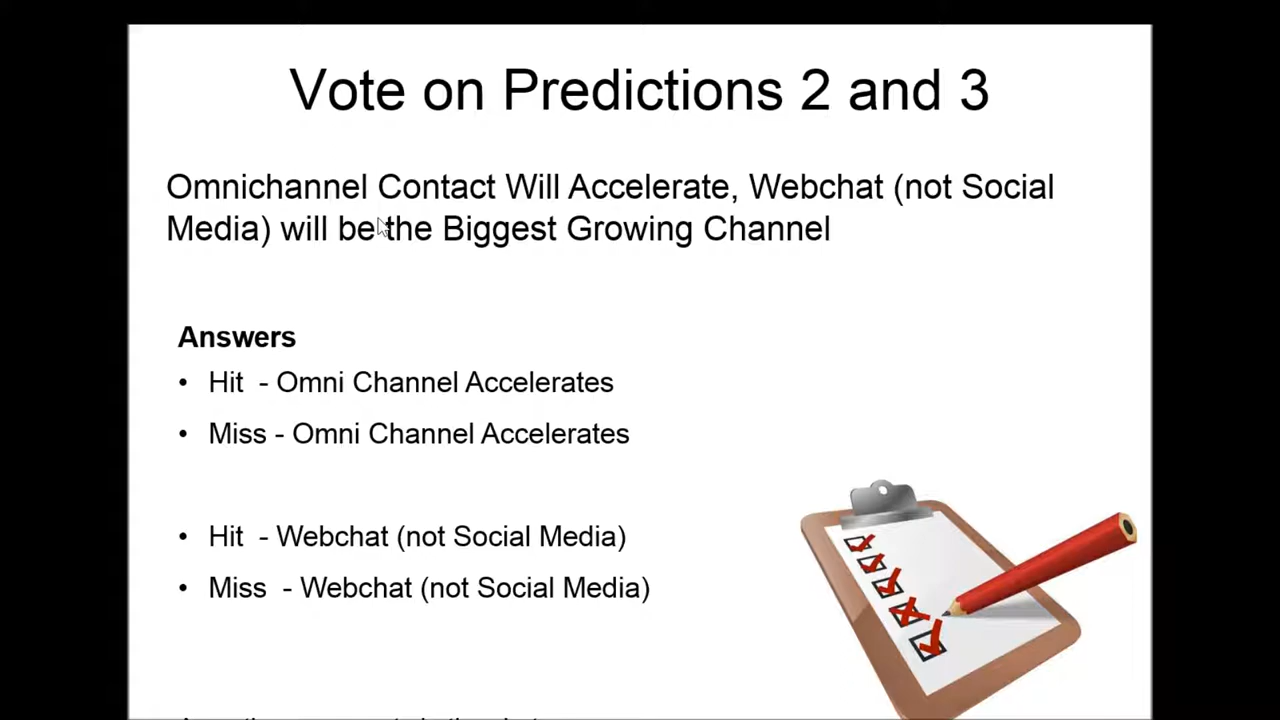 Vote on Predictions 2 and 3
Omnichannel Contact Will Accelerate, Webchat (not Social
Media) will be the Biggest Growing Channel
Answers
• Hit - Omni Channel Accelerates
• Miss - Omni Channel Accelerates
• Hit - Webchat (not Social Media)
• Miss - Webchat (not Social Media)